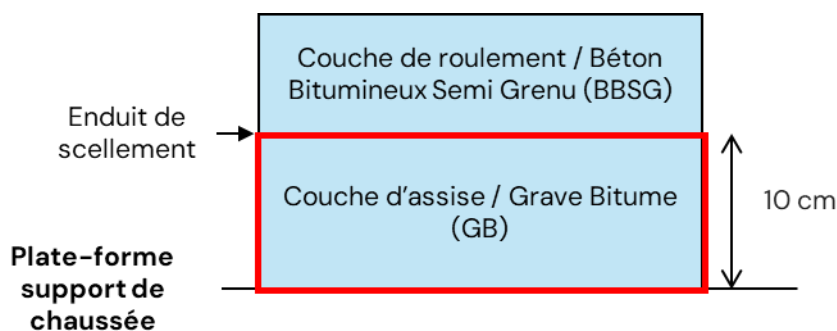 Couche de roulement / Béton
Bitumineux Semi Grenu (BBSG)
Enduit de
scellement
Couche d’assise / Grave Bitume
(GB)
10 cm
Plate-forme
support de
chaussée